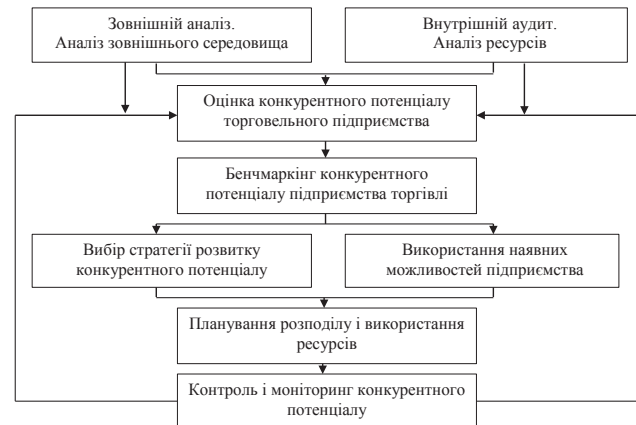 Зовнішній аналіз.
Аналіз зовнішнього середовища
Внутрішній аудит.
Аналіз ресурсів
Оцінка конкурентного потенціалу
торговельного підприємства
Бенчмаркінг конкурентного
потенціалу підприємства торгівлі
Вибір стратегії розвитку
конкурентного потенціалу
Використання наявних
можливостей підприємства
Планування розподілу і використання
ресурсів
Контроль і моніторинг конкурентного
потенціалу